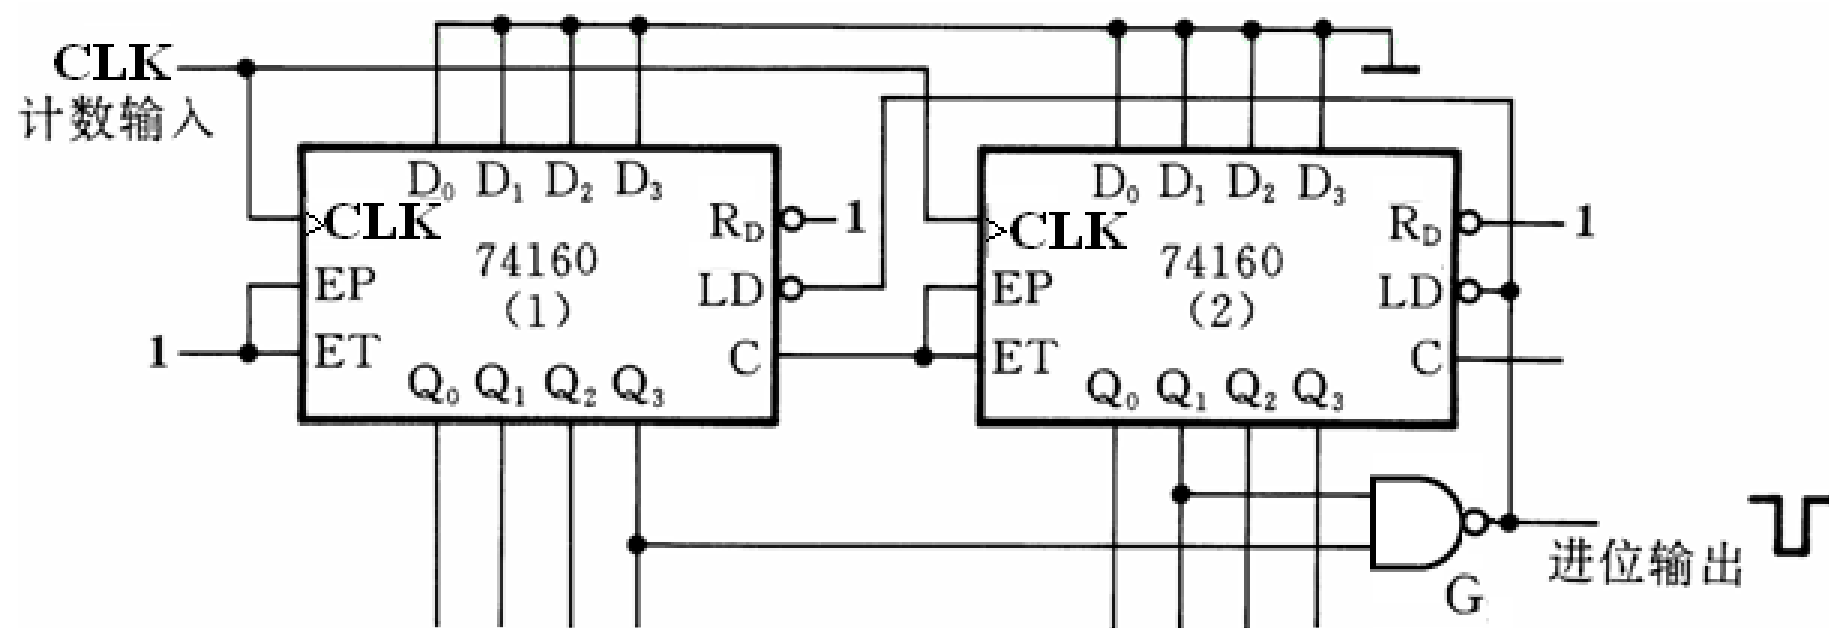 CLK
计数输入
D₀ D₁ D₂ D₃
CLK
R_D
1
74160
(1)
EP
LD
1
ET
C
Q₀ Q₁ Q₂ Q₃
D₀ D₁ D₂ D₃
CLK
R_D
1
74160
(2)
EP
LD
ET
C
Q₀ Q₁ Q₂ Q₃
G
进位输出